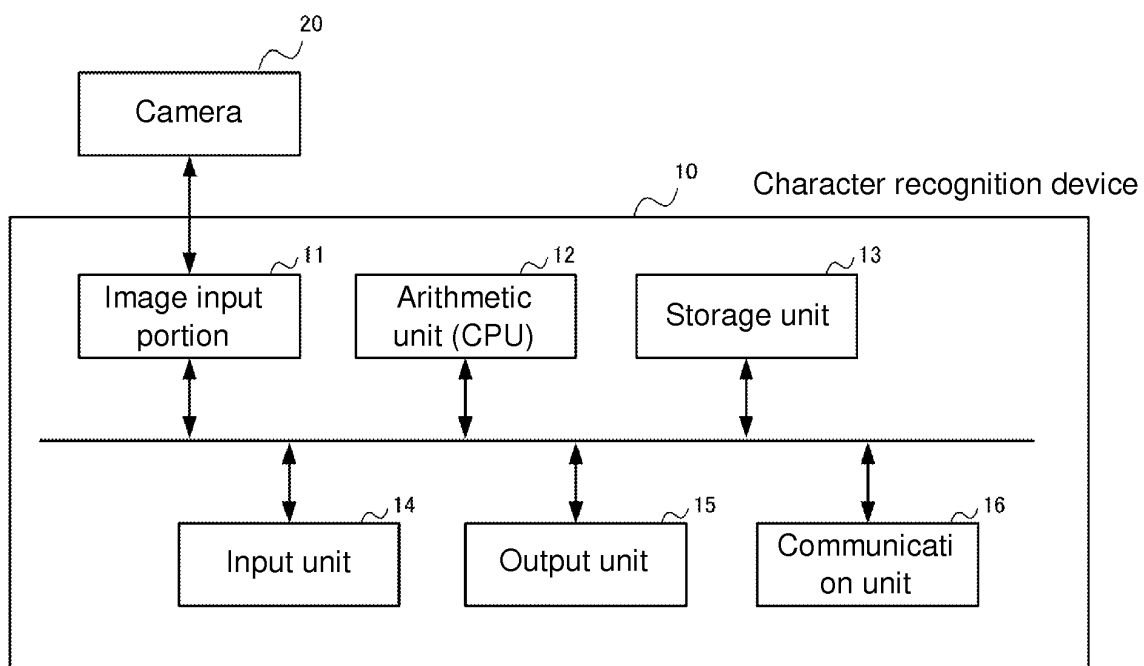 20
Camera
10
Character recognition device
11
12
13
Image input
portion
Arithmetic
unit (CPU)
Storage unit
14
15
16
Input unit
Output unit
Communicati
on unit